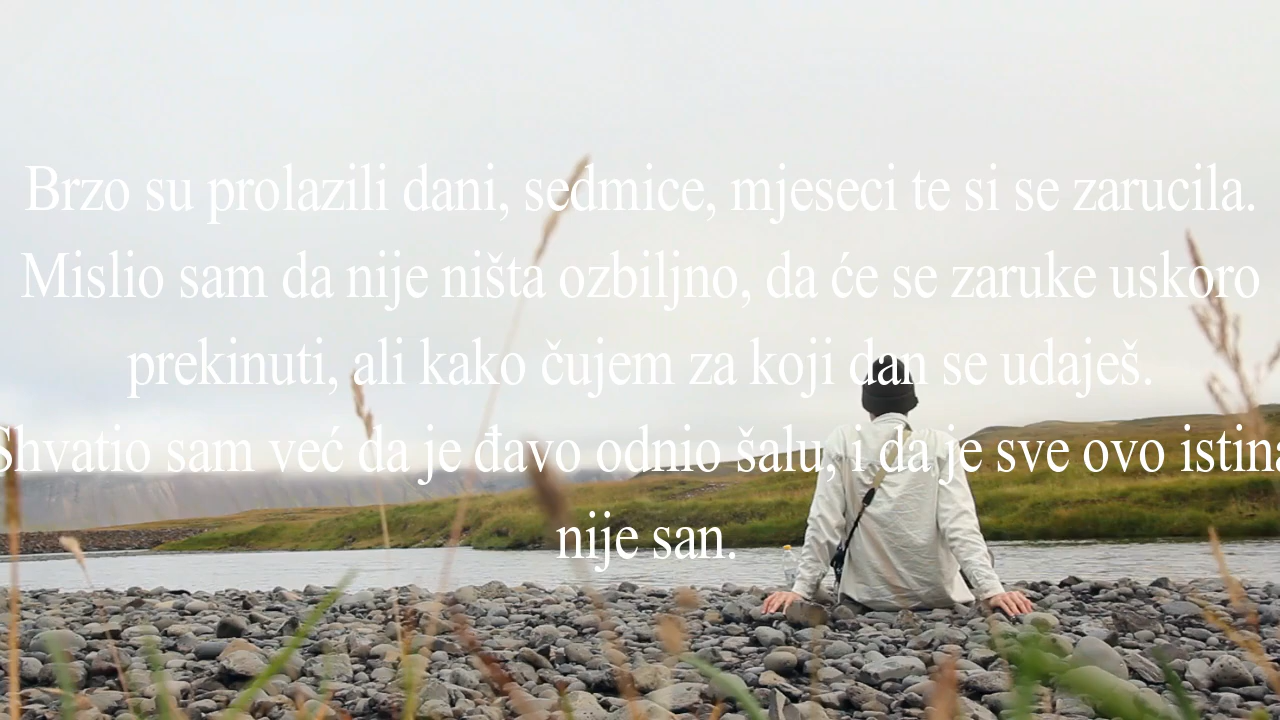 Brzo su prolazili dani, sedmice, mjeseci te si se zarucila.
Mislio sam da nije ništa ozbiljno, da će se zaruke uskoro
prekinuti, ali kako čujem za koji dan se udaješ.
Shvatio sam već da je đavo odnio šalu, i da je sve ovo istina
nije san.